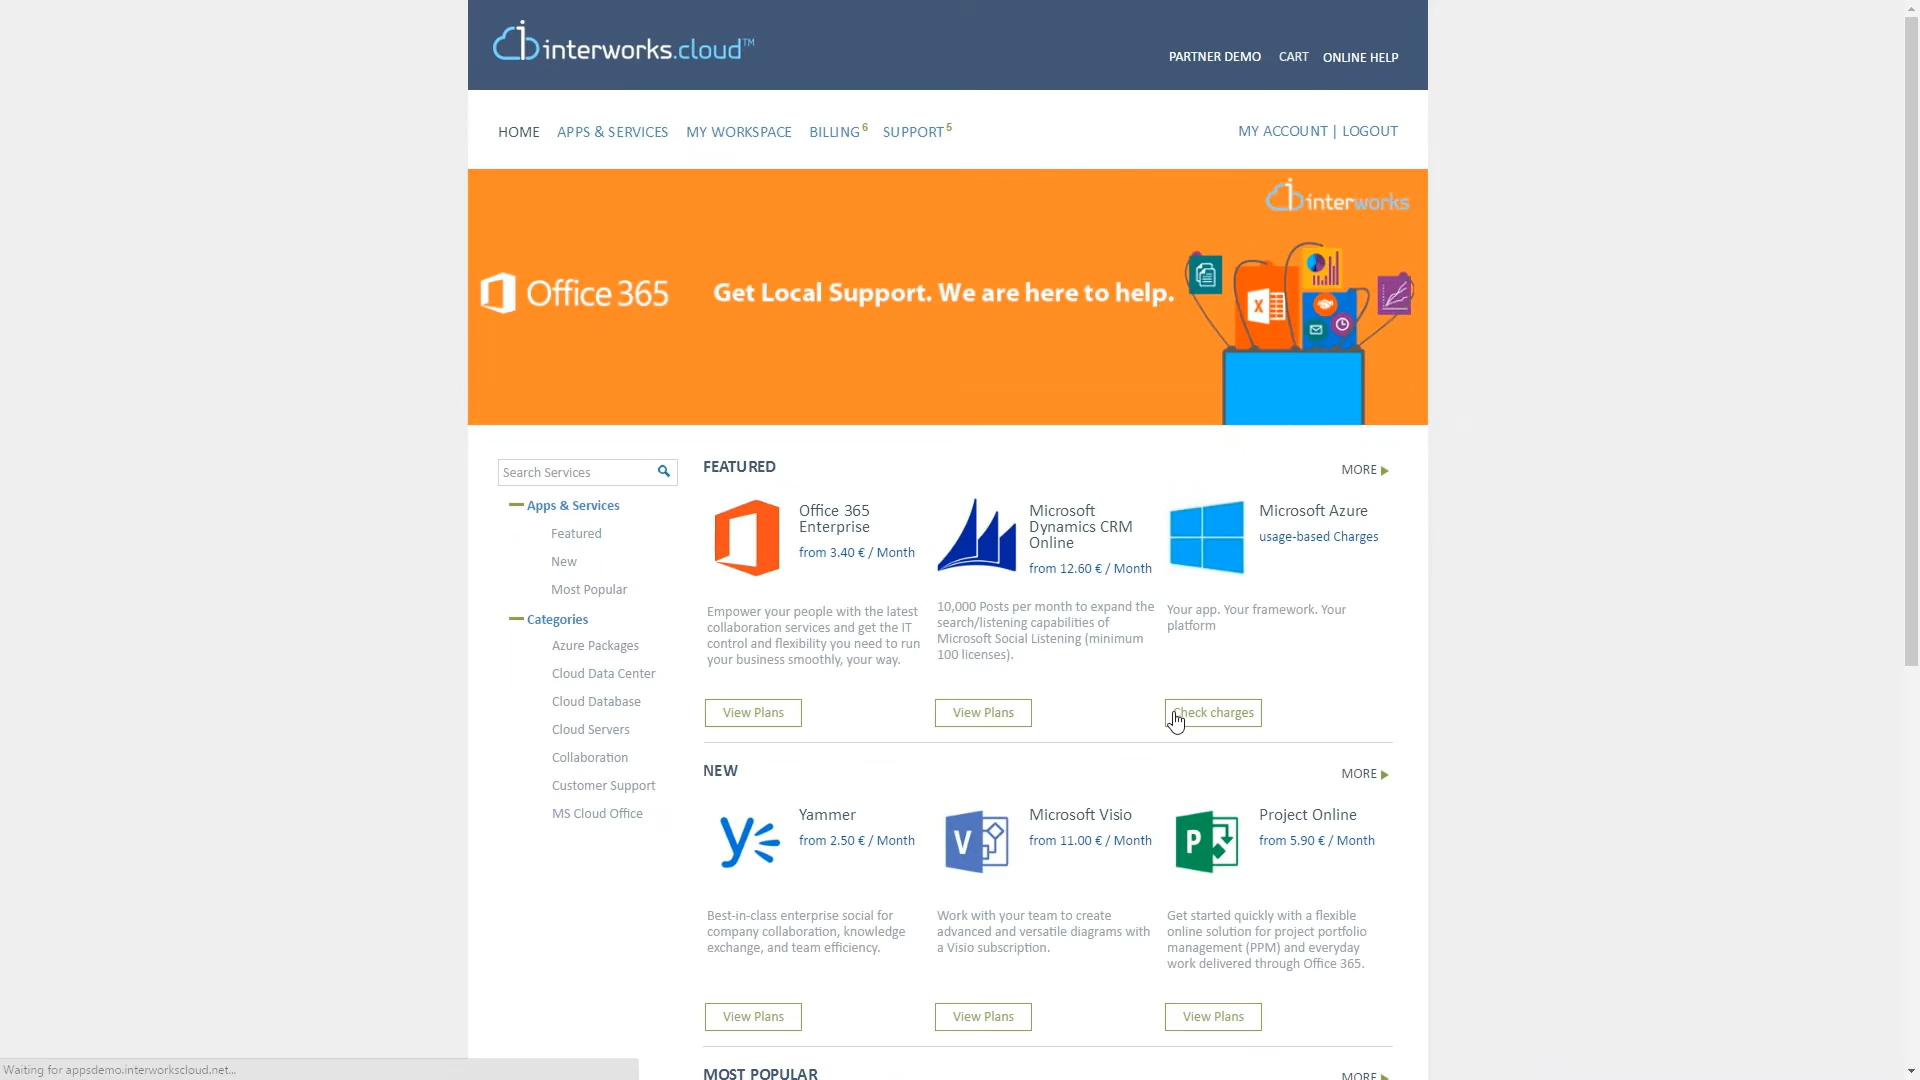 interworks.cloud™
PARTNER DEMO CART ONLINE HELP
HOME APPS & SERVICES MY WORKSPACE BILLING 6 SUPPORT 5
MY ACCOUNT | LOGOUT
interworks
Office 365
Get Local Support. We are here to help.
Search Services
Apps & Services
Featured
New
Most Popular
Categories
Azure Packages
Cloud Data Center
Cloud Database
Cloud Servers
Collaboration
Customer Support
MS Cloud Office
FEATURED
MORE
Office 365
Enterprise
from 3.40 € / Month
Empower your people with the latest
collaboration services and get the IT
control and flexibility you need to run
your business smoothly, your way.
View Plans
Microsoft
Dynamics CRM
Online
from 12.60 € / Month
10,000 Posts per month to expand the
search/listening capabilities of
Microsoft Social Listening (minimum
100 licenses).
View Plans
Microsoft Azure
usage-based Charges
Your app. Your framework. Your
platform
Check charges
NEW
MORE
Yammer
from 2.50 € / Month
Best-in-class enterprise social for
company collaboration, knowledge
exchange, and team efficiency.
View Plans
V
Microsoft Visio
from 11.00 € / Month
Work with your team to create
advanced and versatile diagrams with
a Visio subscription.
View Plans
P
Project Online
from 5.90 € / Month
Get started quickly with a flexible
online solution for project portfolio
management (PPM) and everyday
work delivered through Office 365.
View Plans
MOST POPULAR
MORE
Waiting for appsdemo.interworkscloud.net...